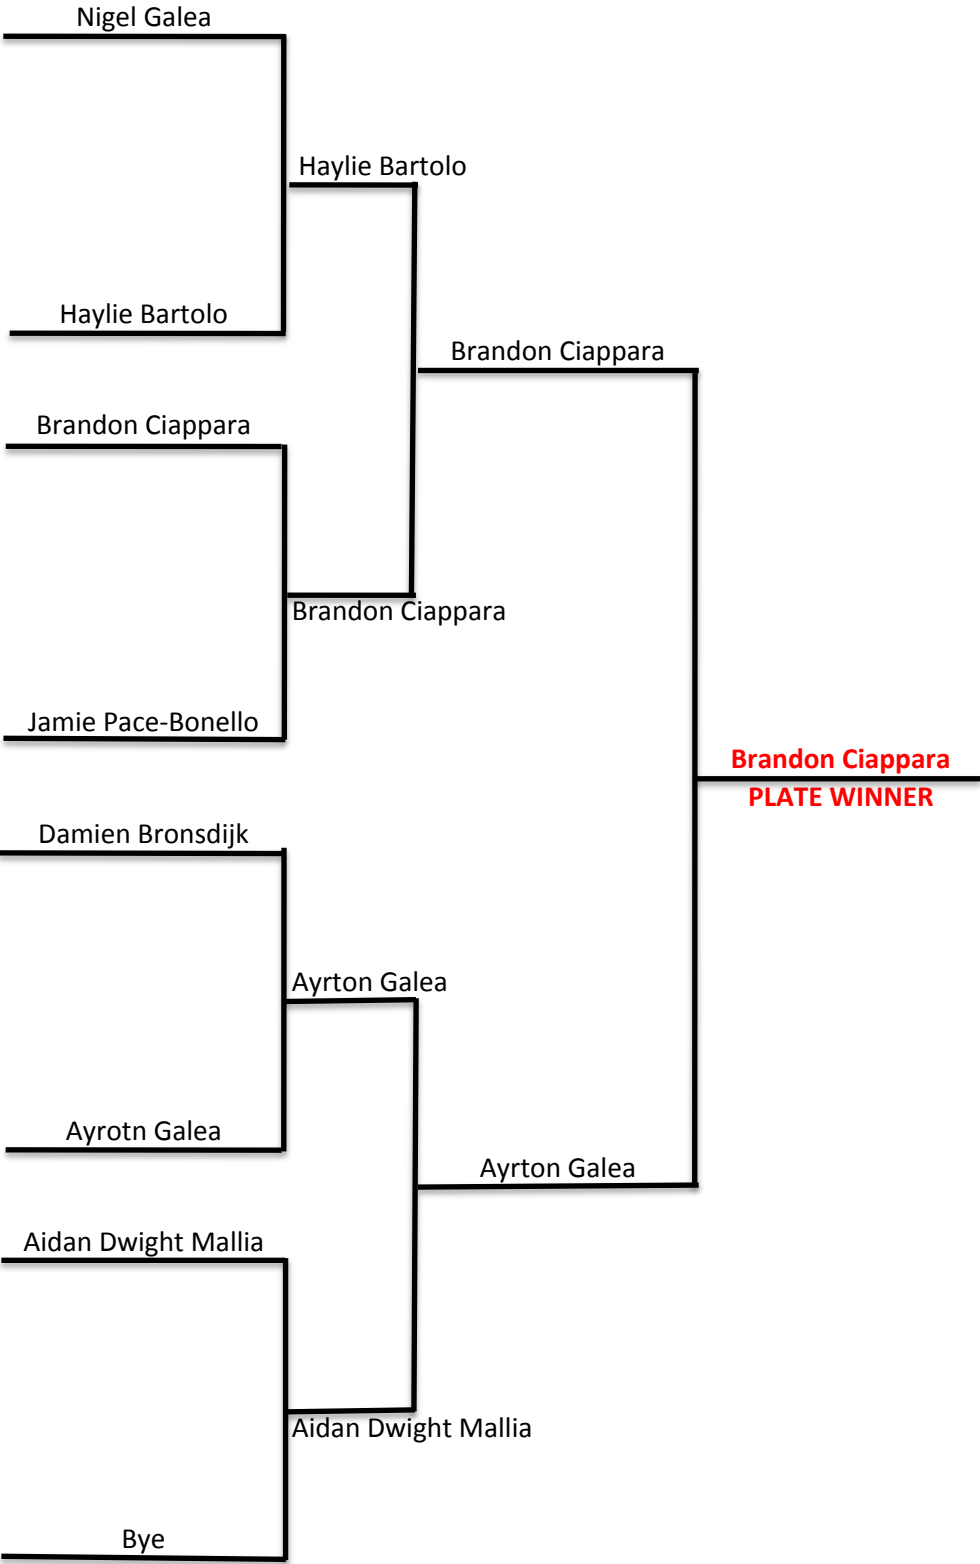 Nigel Galea
Haylie Bartolo
Haylie Bartolo
Brandon Ciappara
Brandon Ciappara
Brandon Ciappara
Jamie Pace-Bonello
Brandon Ciappara
PLATE WINNER
Damien Bronsdijk
Ayrton Galea
Ayrotn Galea
Ayrton Galea
Aidan Dwight Mallia
Aidan Dwight Mallia
Bye